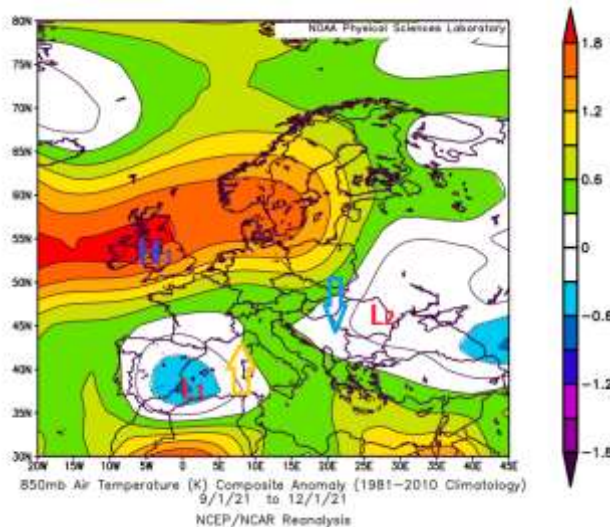 NOAA Physical Sciences Laboratory
80N
75N
70N
65N
60N
55N
50N
45N
40N
35N
30N
20W 15W 10W 5W 0 5E 10E 15E 20E 25E 30E 35E 40E 45E
1.8
1.2
0.6
0
-0.6
-1.2
-1.8
L2
850mb Air Temperature (K) Composite Anomaly (1981-2010 Climatology)
9/1/21 to 12/1/21
NCEP/NCAR Reanalysis